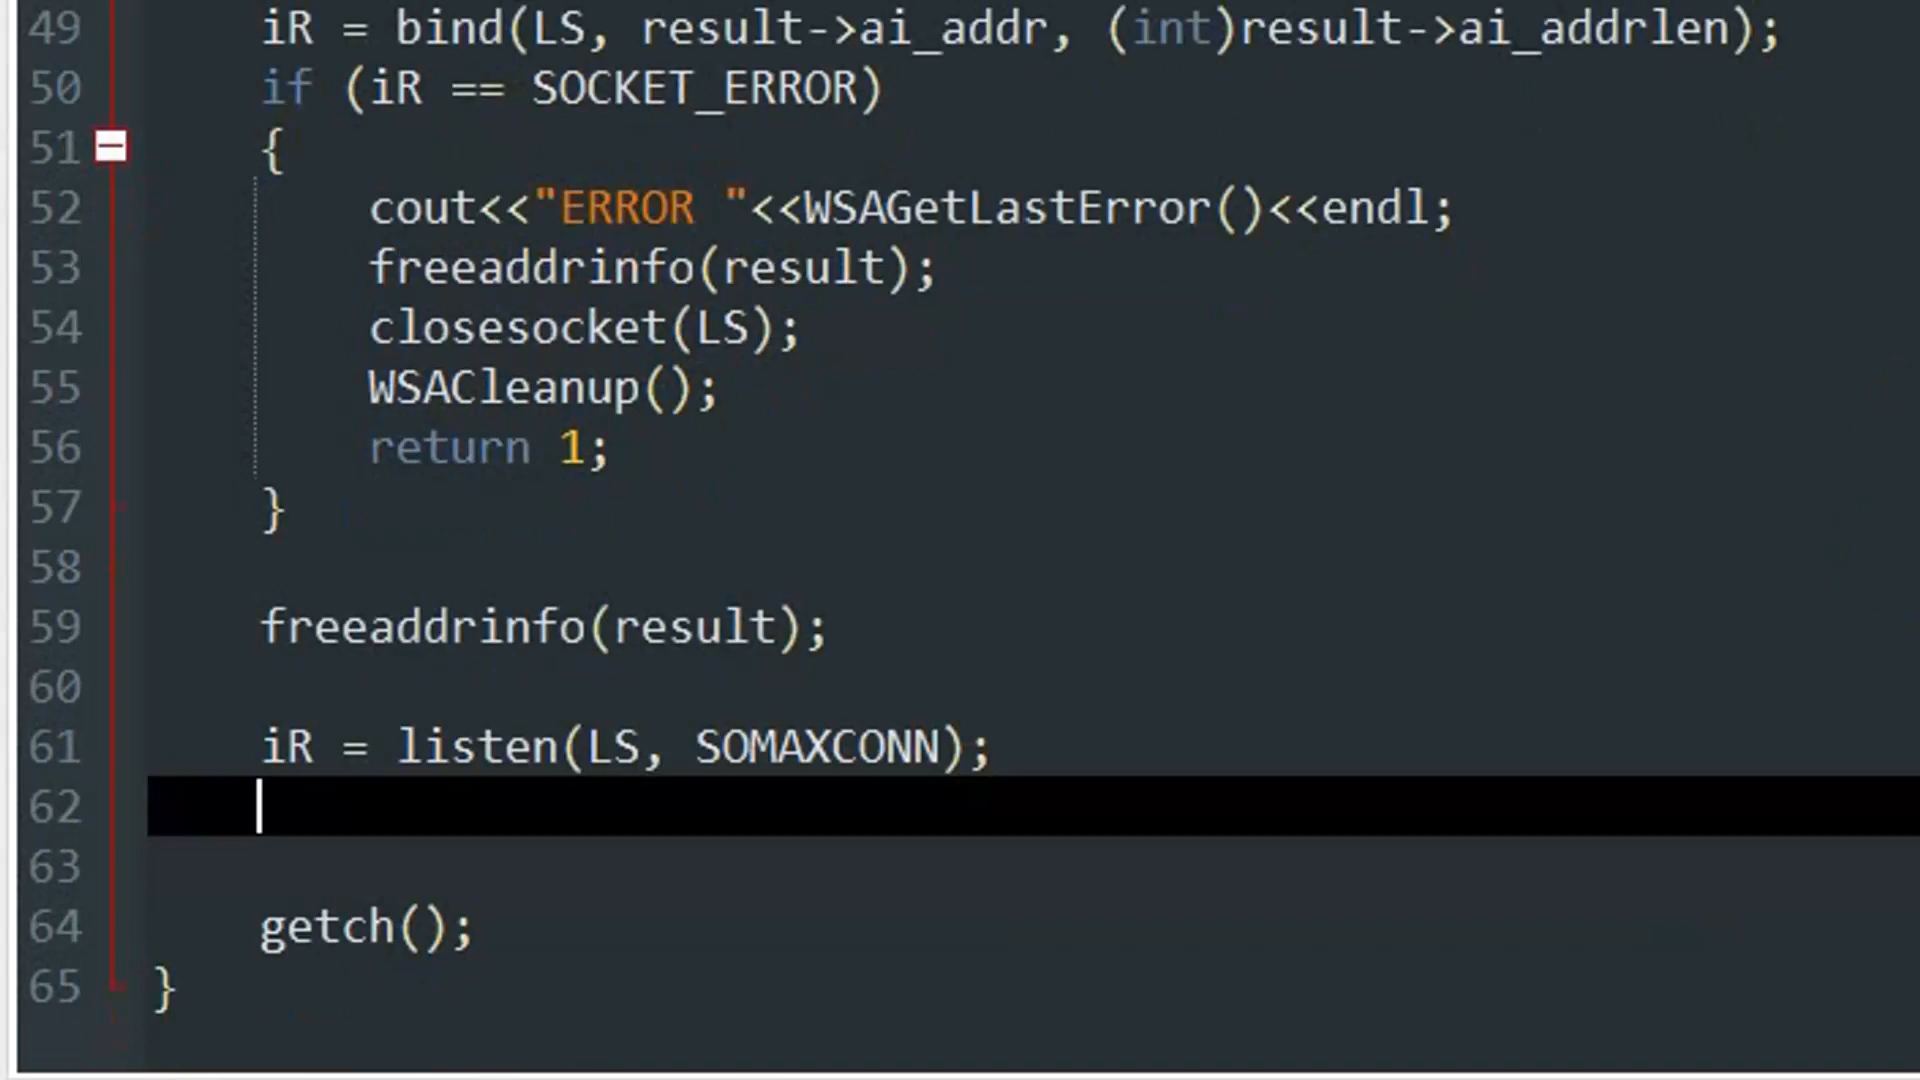 49 iR = bind(LS, result->ai_addr, (int)result->ai_addrlen);
50 if (iR == SOCKET_ERROR)
51 {
52 cout<<"ERROR "<<WSAGetLastError()<<endl;
53 freeaddrinfo(result);
54 closesocket(LS);
55 WSACleanup();
56 return 1;
57 }
58
59 freeaddrinfo(result);
60
61 iR = listen(LS, SOMAXCONN);
62
63
64 getch();
65 }